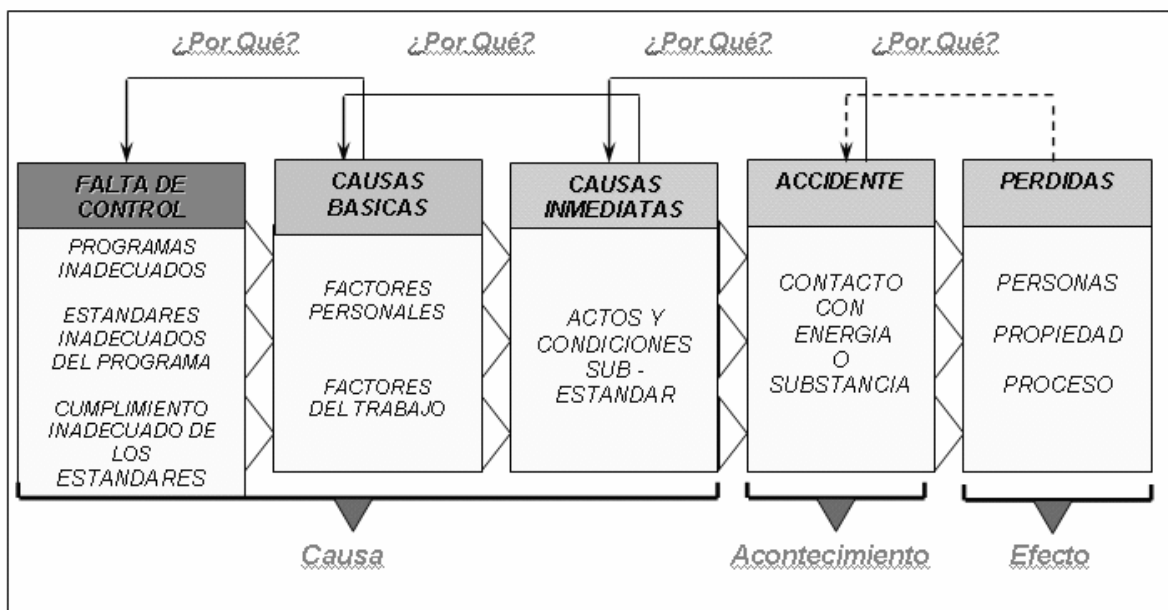 ¿Por Qué? ¿Por Qué? ¿Por Qué? ¿Por Qué?
FALTA DE
CONTROL
PROGRAMAS
INADECUADOS
ESTANDARES
INADECUADOS
DEL PROGRAMA
CUMPLIMIENTO
INADECUADO DE
LOS
ESTANDARES
CAUSAS
BASICAS
FACTORES
PERSONALES
FACTORES
DEL TRABAJO
CAUSAS
INMEDIATAS
ACTOS Y
CONDICIONES
SUB -
ESTANDAR
ACCIDENTE
CONTACTO
CON
ENERGIA
O
SUBSTANCIA
PERDIDAS
PERSONAS
PROPIEDAD
PROCESO
Causa
Acontecimiento
Efecto